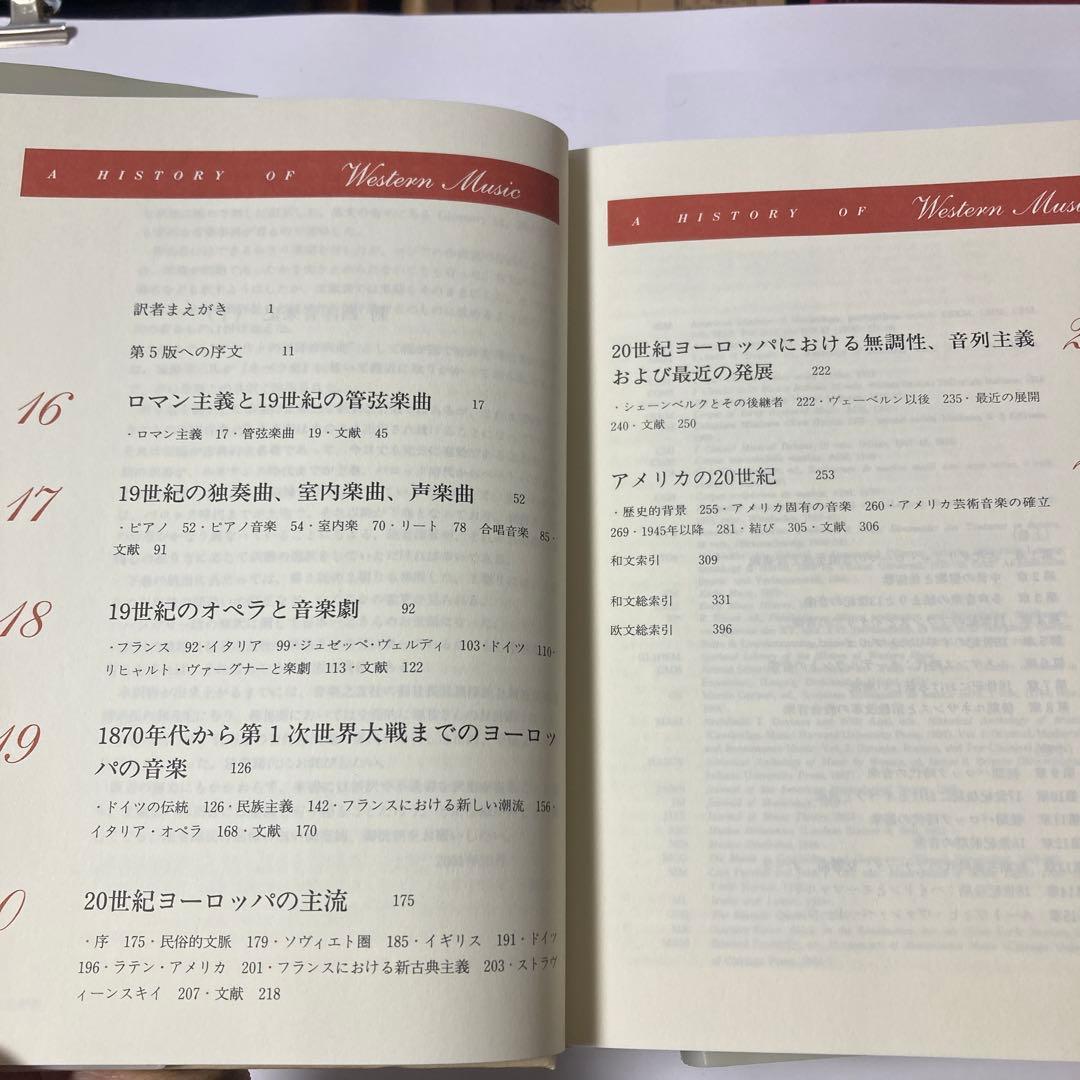 A HISTORY OF Western Music
訳者まえがき 1
第5版への序文 11
16 ロマン主義と19世紀の管弦楽曲 17
・ロマン主義 17・管弦楽曲 19・文献 45
17 19世紀の独奏曲、室内楽曲、声楽曲 52
・ピアノ 52・ピアノ音楽 54・室内楽 70・リート 78 合唱音楽 85・
文献 91
18 19世紀のオペラと音楽劇 92
・フランス 92・イタリア 99・ジュゼッペ・ヴェルディ 103・ドイツ 110・
リヒャルト・ヴァーグナーと楽劇 113・文献 122
19 1870年代から第1次世界大戦までのヨーロッ
パの音楽 126
・ドイツの伝統 126・民族主義 142・フランスにおける新しい潮流 156・
イタリア・オペラ 168・文献 170
0 20世紀ヨーロッパの主流 175
・序 175・民俗的文脈 179・ソヴィエト圏 185・イギリス 191・ドイツ
196・ラテン・アメリカ 201・フランスにおける新古典主義 203・ストラヴ
ィーンスキイ 207・文献 218
A HISTORY OF Western Musi
20世紀ヨーロッパにおける無調性、音列主義
および最近の発展 222
・シェーンベルクとその後継者 222・ヴェーベルン以後 235・最近の展開
240・文献 250
アメリカの20世紀 253
・歴史的背景 255・アメリカ固有の音楽 260・アメリカ芸術音楽の確立
269・1945年以降 281・結び 305・文献 306
和文索引 309
和文総索引 331
欧文総索引 396